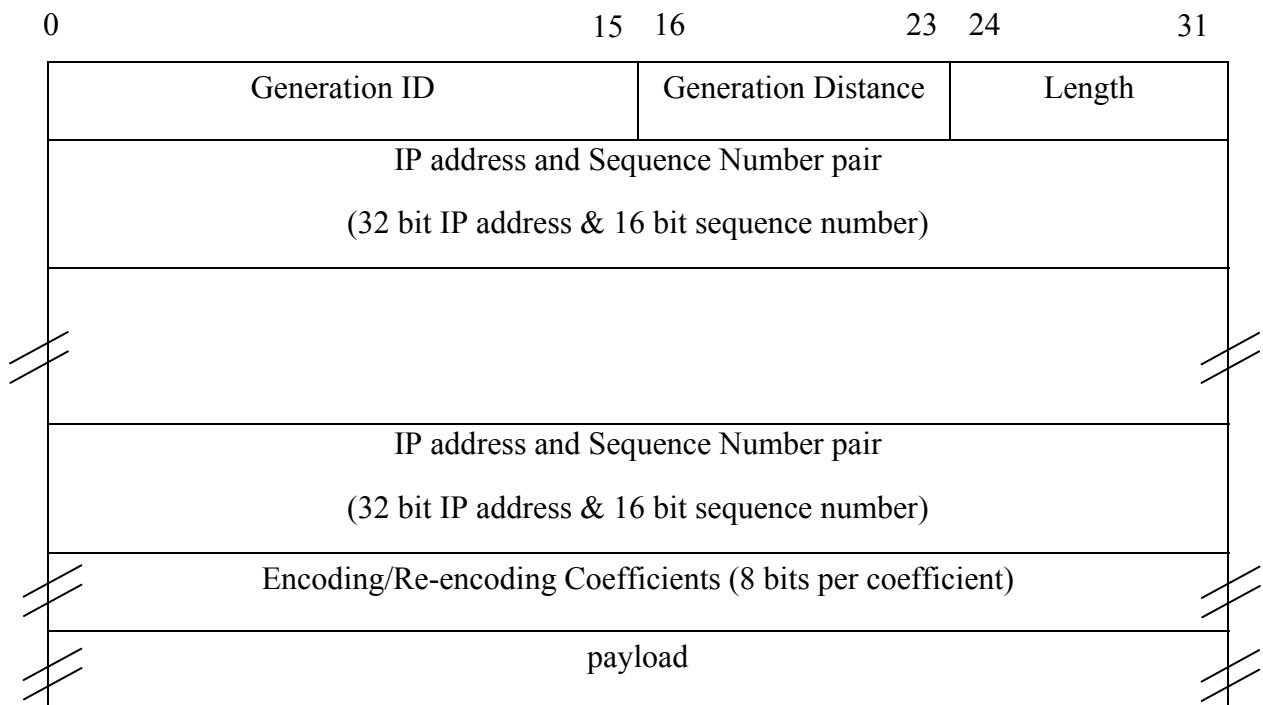 0 15 16 23 24 31
Generation ID Generation Distance Length
IP address and Sequence Number pair
(32 bit IP address & 16 bit sequence number)
IP address and Sequence Number pair
(32 bit IP address & 16 bit sequence number)
Encoding/Re-encoding Coefficients (8 bits per coefficient)
payload